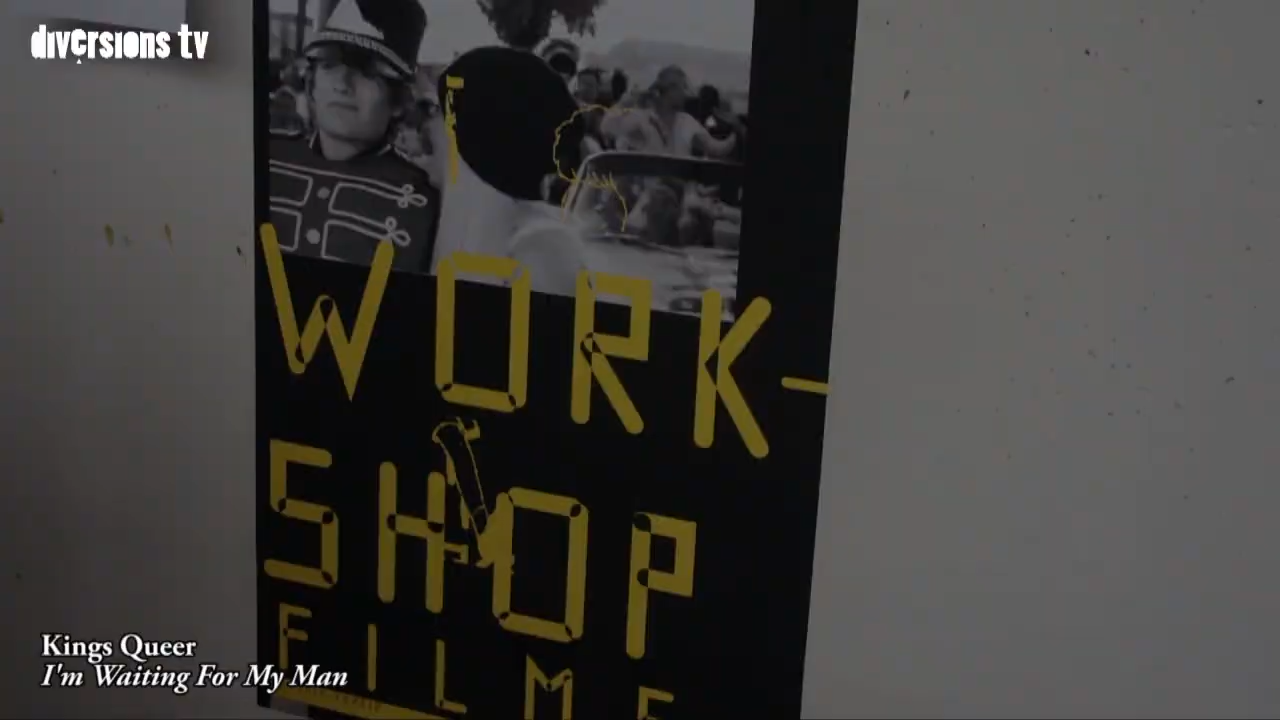 diversions tv
WORK-
SHOP
FILME
Kings Queer
I'm Waiting For My Man